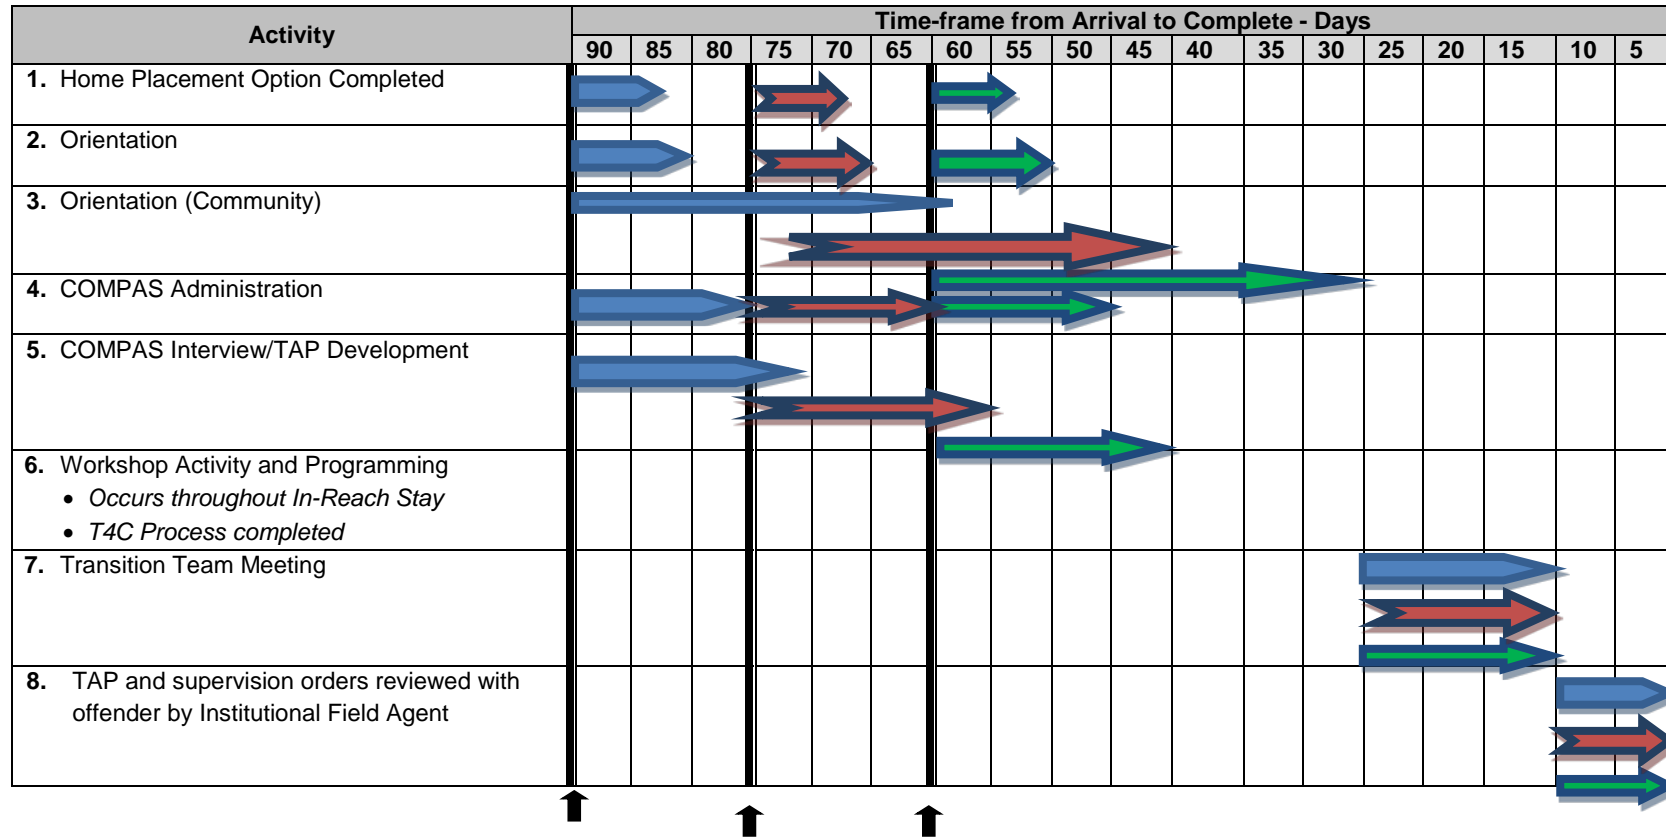 Activity
Time-frame from Arrival to Complete - Days
90 85 80 75 70 65 60 55 50 45 40 35 30 25 20 15 10 5
1. Home Placement Option Completed
2. Orientation
3. Orientation (Community)
4. COMPAS Administration
5. COMPAS Interview/TAP Development
6. Workshop Activity and Programming
• Occurs throughout In-Reach Stay
• T4C Process completed
7. Transition Team Meeting
8. TAP and supervision orders reviewed with
offender by Institutional Field Agent